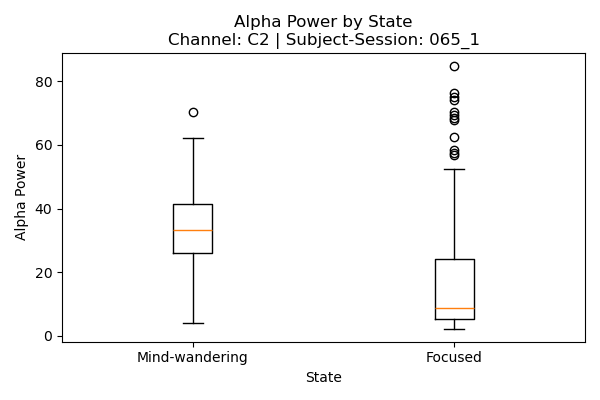 Alpha Power by State
Channel: C2 | Subject-Session: 065_1
Alpha Power
80
60
40
20
0
Mind-wandering
Focused
State